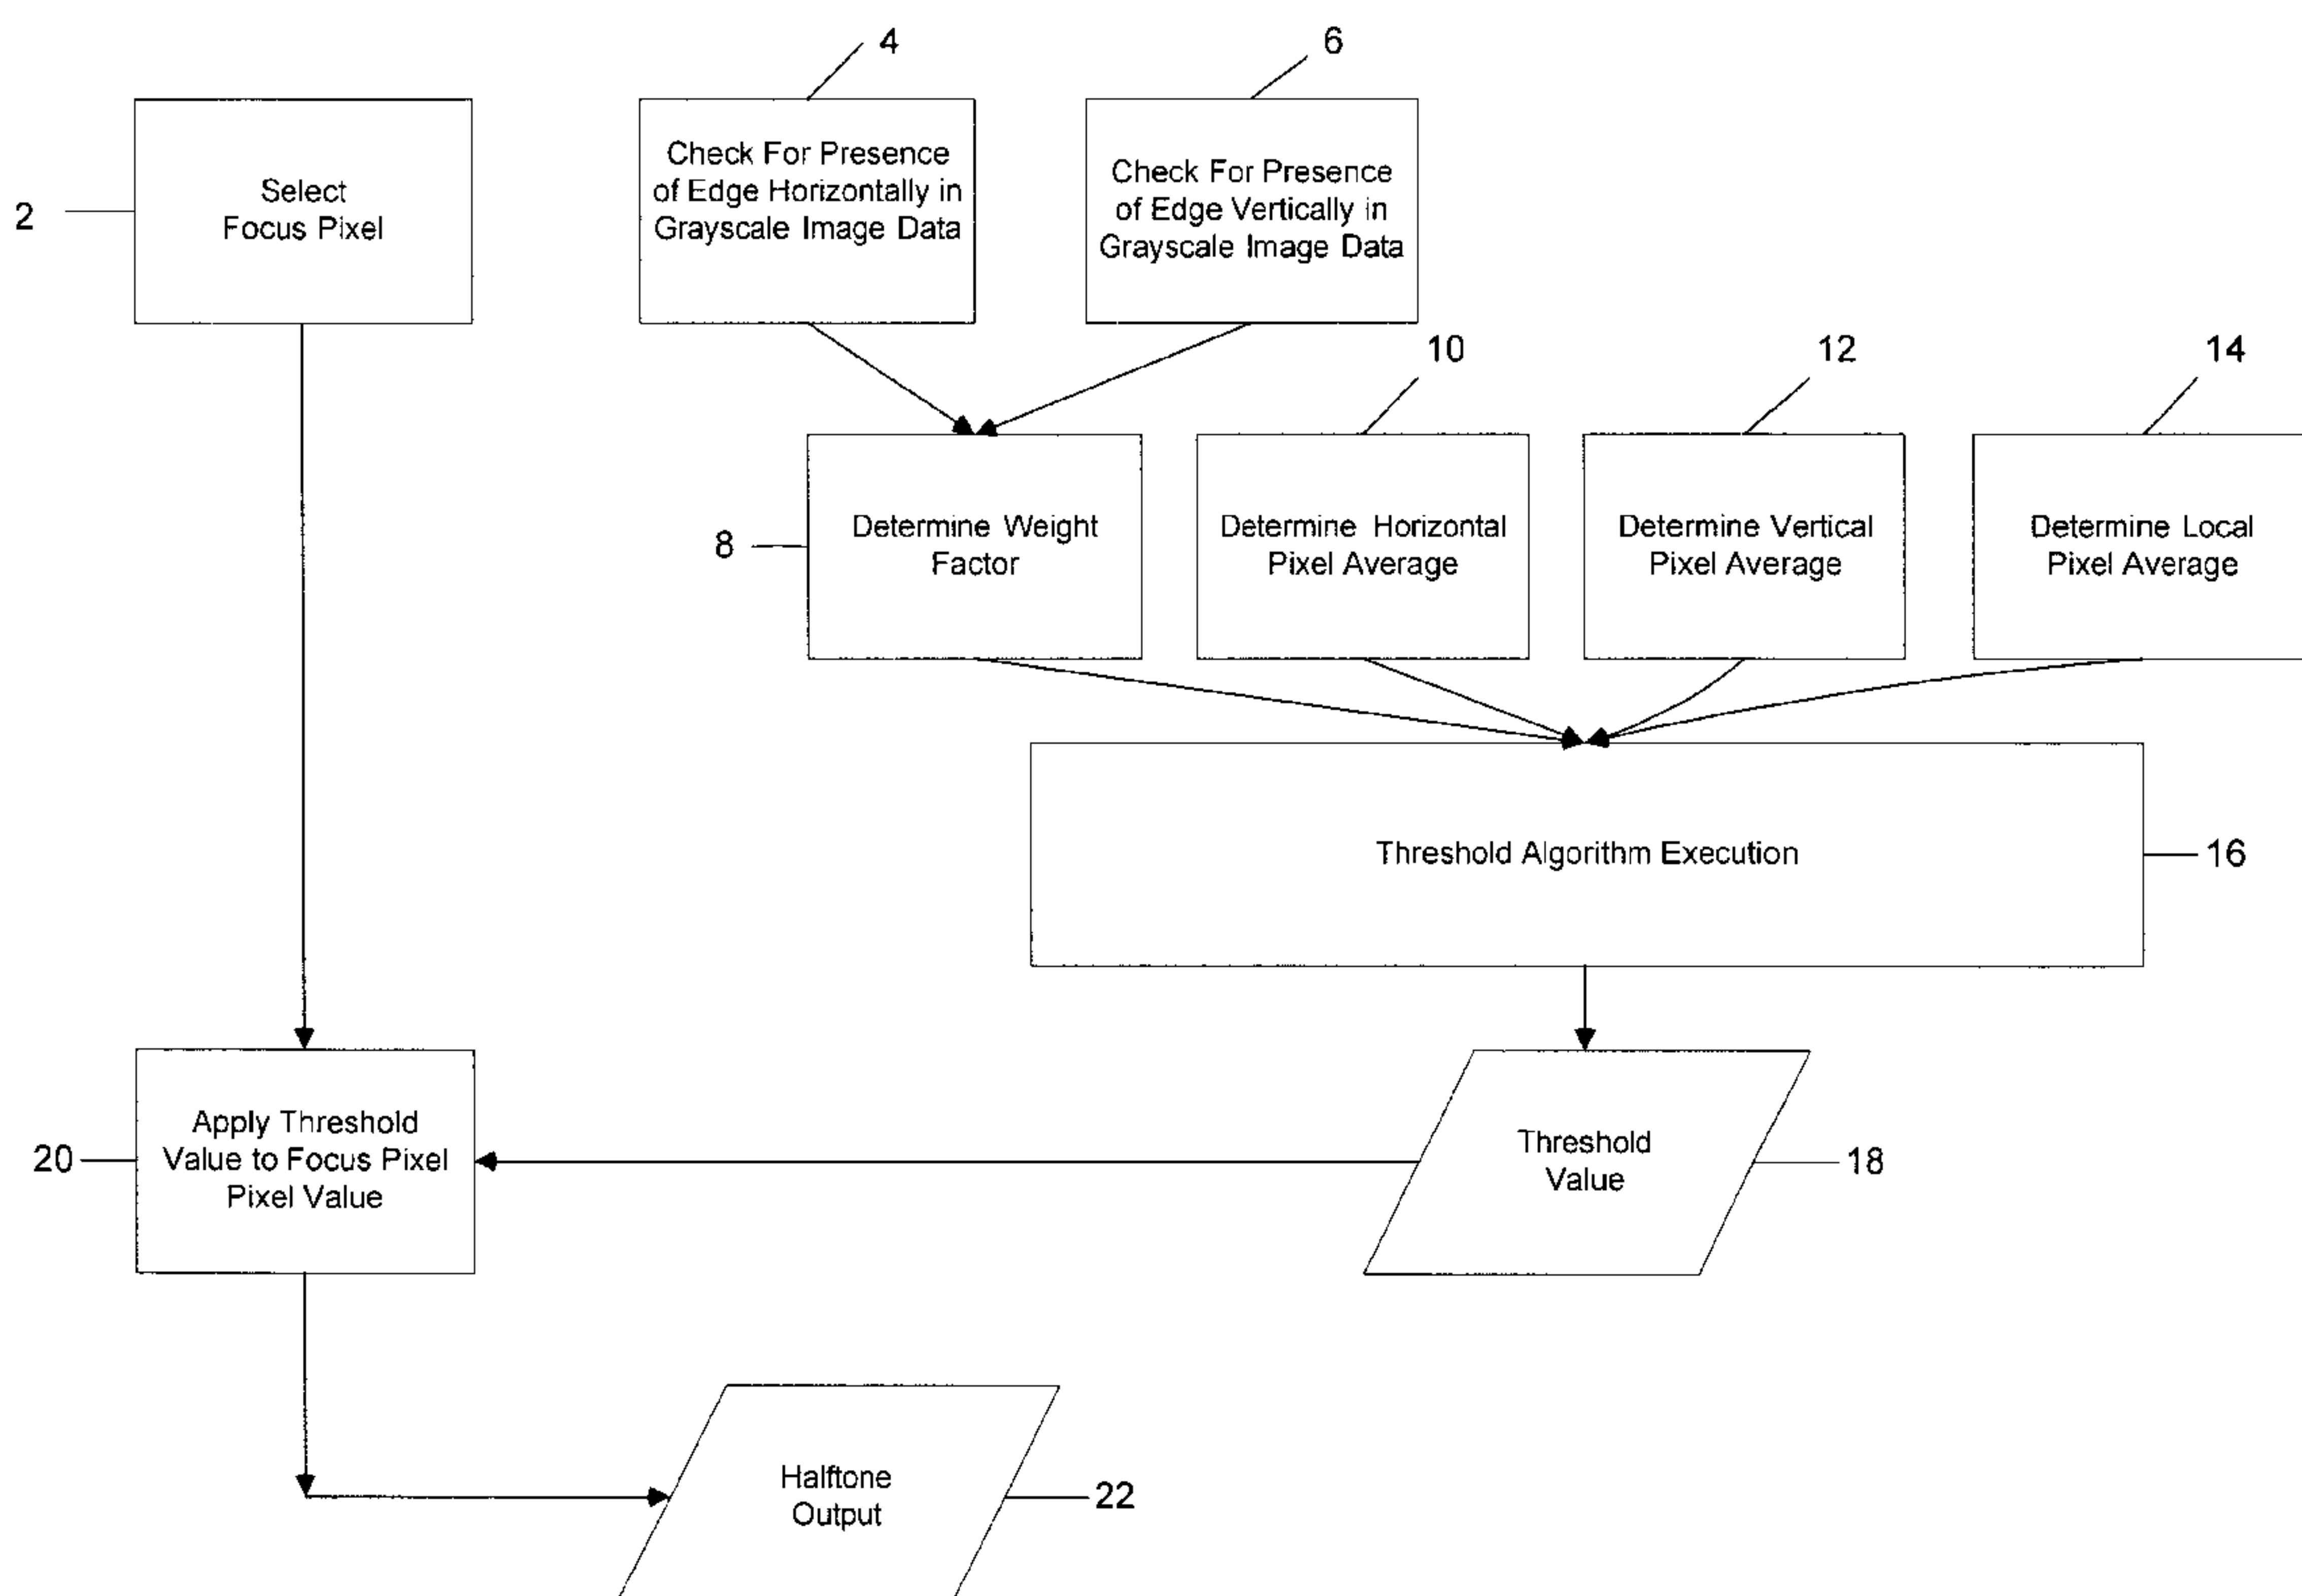 4
6
Check For Presence
of Edge Horizontally in
Grayscale Image Data
Check For Presence
of Edge Vertically in
Grayscale Image Data
2
Select
Focus Pixel
10
12
14
8
Determine Weight
Factor
Determine Horizontal
Pixel Average
Determine Vertical
Pixel Average
Determine Local
Pixel Average
Threshold Algorithm Execution
16
20
Apply Threshold
Value to Focus Pixel
Pixel Value
Threshold
Value
18
Halftone
Output
22